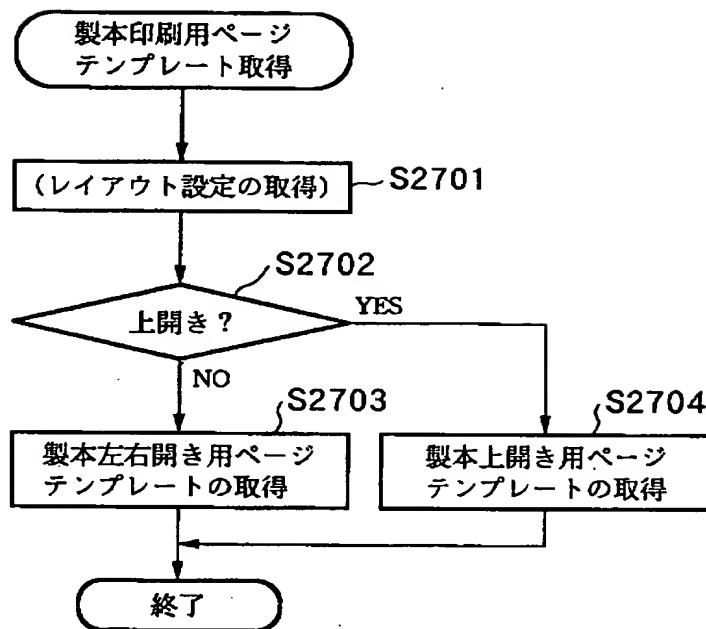 製本印刷用ページ
テンプレート取得
(レイアウト設定の取得)
S2701
S2702
上開き?
YES
NO
S2703
製本左右開き用ページ
テンプレートの取得
S2704
製本上開き用ページ
テンプレートの取得
終了